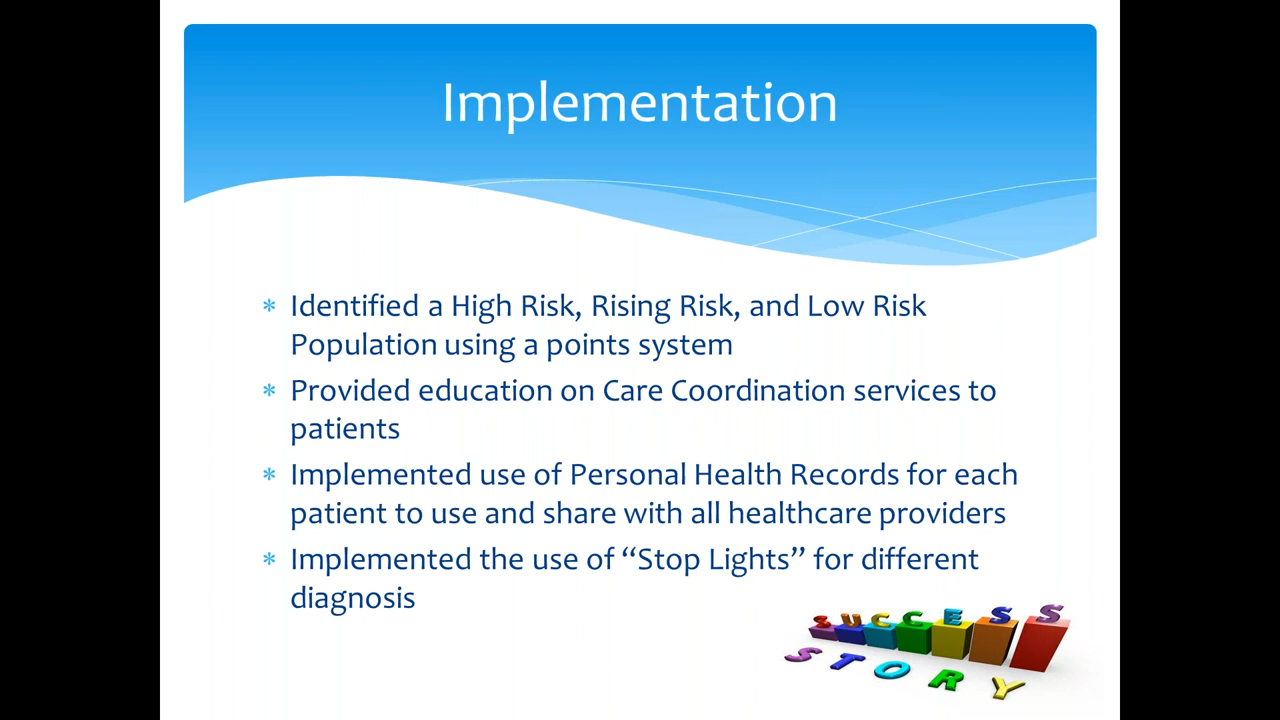 Implementation
* Identified a High Risk, Rising Risk, and Low Risk
Population using a points system
* Provided education on Care Coordination services to
patients
* Implemented use of Personal Health Records for each
patient to use and share with all healthcare providers
* Implemented the use of “Stop Lights” for different
diagnosis
SUCCESS
STORY